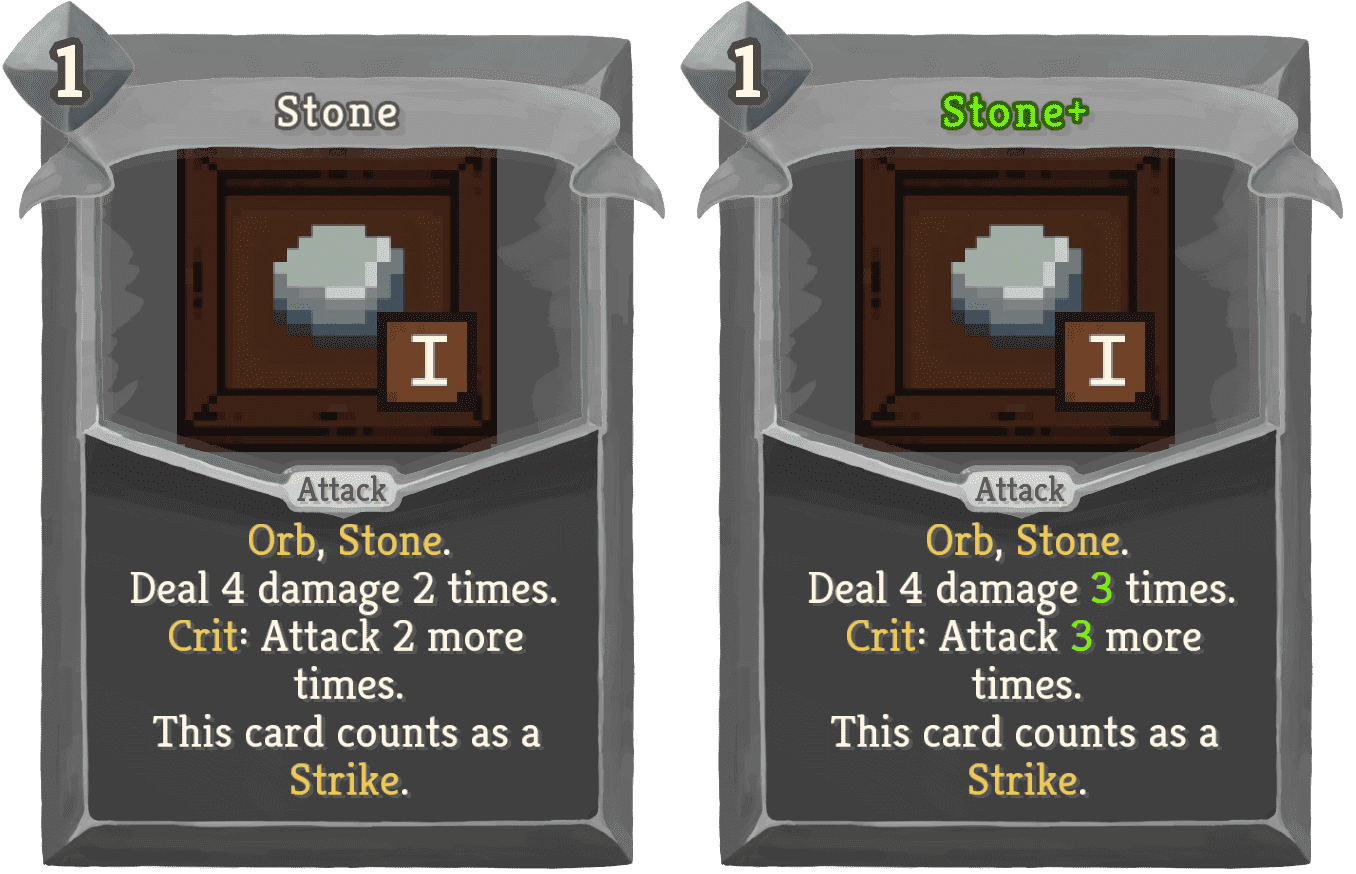 1
Stone
I
Attack
Orb, Stone.
Deal 4 damage 2 times.
Crit: Attack 2 more
times.
This card counts as a
Strike.
1
Stone+
I
Attack
Orb, Stone.
Deal 4 damage 3 times.
Crit: Attack 3 more
times.
This card counts as a
Strike.